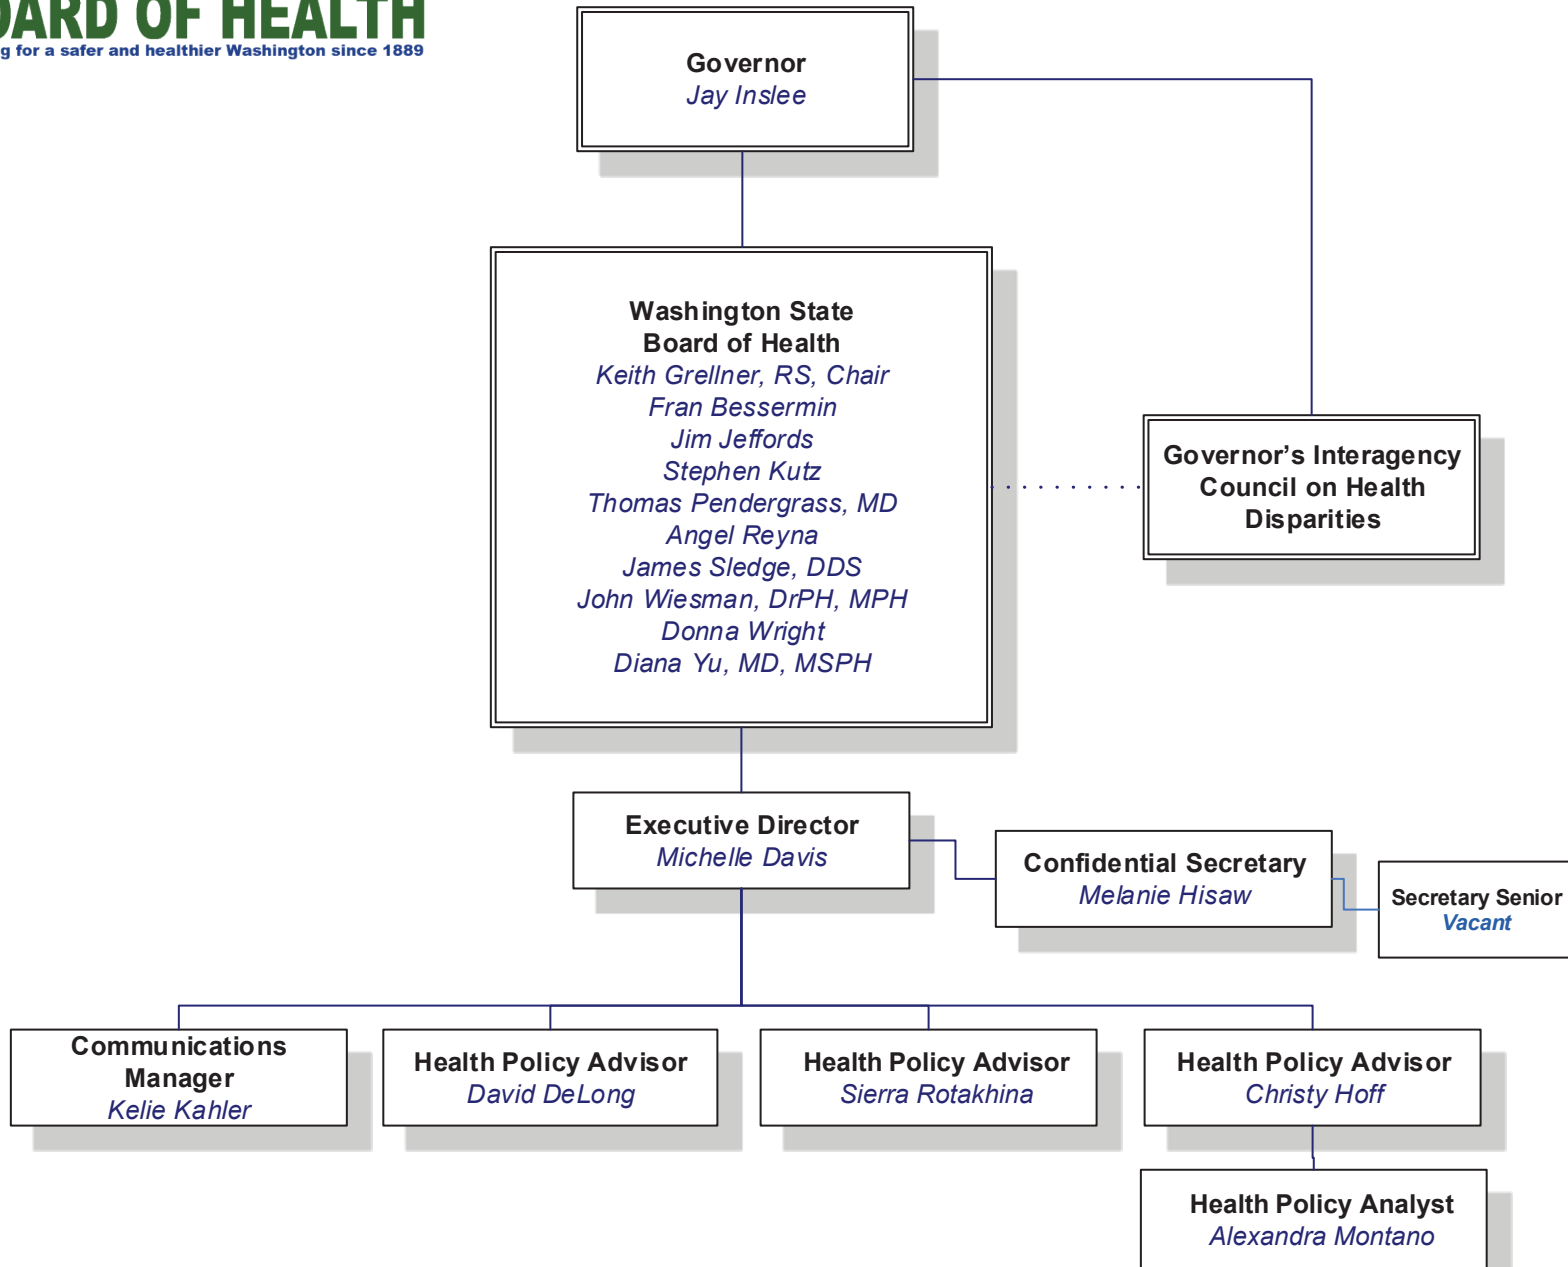 OARD OF HEALTH
g for a safer and healthier Washington since 1889
Governor
Jay Inslee
Washington State
Board of Health
Keith Grellner, RS, Chair
Fran Bessermin
Jim Jeffords
Stephen Kutz
Thomas Pendergrass, MD
Angel Reyna
James Sledge, DDS
John Wiesman, DrPH, MPH
Donna Wright
Diana Yu, MD, MSPH
Governor’s Interagency
Council on Health
Disparities
Executive Director
Michelle Davis
Confidential Secretary
Melanie Hisaw
Secretary Senior
Vacant
Communications
Manager
Kelie Kahler
Health Policy Advisor
David DeLong
Health Policy Advisor
Sierra Rotakhina
Health Policy Advisor
Christy Hoff
Health Policy Analyst
Alexandra Montano